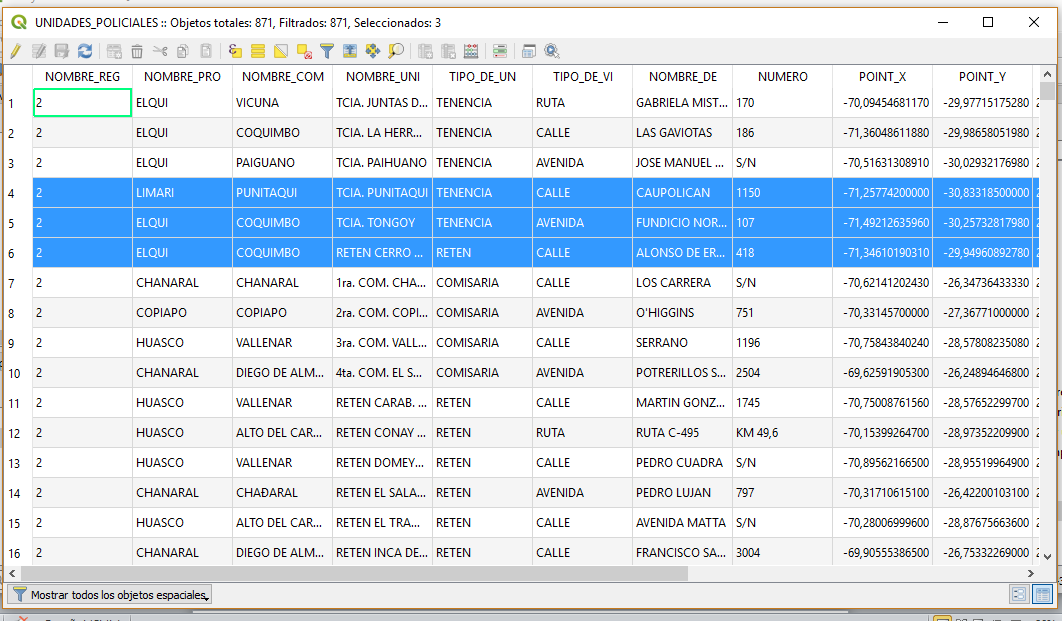 UNIDADES_POLICIALES :: Objetos totales: 871, Filtrados: 871, Seleccionados: 3
NOMBRE_REG NOMBRE_PRO NOMBRE_COM NOMBRE_UNI TIPO_DE_UN TIPO_DE_VI NOMBRE_DE NUMERO POINT_X POINT_Y
1 2 ELQUI VICUNA TCIA. JUNTAS D... TENENCIA RUTA GABRIELA MIST... 170 -70,09454681170 -29,97715175280
2 2 ELQUI COQUIMBO TCIA. LA HERR... TENENCIA CALLE LAS GAVIOTAS 186 -71,36048611880 -29,98658051980
3 2 ELQUI PAIGUANO TCIA. PAIHUANO TENENCIA AVENIDA JOSE MANUEL ... S/N -70,51631308910 -30,02932176980
4 2 LIMARI PUNITAQUI TCIA. PUNITAQUI TENENCIA CALLE CAUPOLICAN 1150 -71,25774200000 -30,83318500000
5 2 ELQUI COQUIMBO TCIA. TONGOY TENENCIA AVENIDA FUNDICIO NOR... 107 -71,49212635960 -30,25732817980
6 2 ELQUI COQUIMBO RETEN CERRO ... RETEN CALLE ALONSO DE ER... 418 -71,34610190310 -29,94960892780
7 2 CHANARAL CHANARAL 1ra. COM. CHA... COMISARIA CALLE LOS CARRERA S/N -70,62141202430 -26,34736433330
8 2 COPIAPO COPIAPO 2ra. COM. COPI... COMISARIA AVENIDA O'HIGGINS 751 -70,33145700000 -27,36771000000
9 2 HUASCO VALLENAR 3ra. COM. VALL... COMISARIA CALLE SERRANO 1196 -70,75843840240 -28,57808235080
10 2 CHANARAL DIEGO DE ALM... 4ta. COM. EL S... COMISARIA AVENIDA POTRERILLOS S... 2504 -69,62591905300 -26,24894646800
11 2 HUASCO VALLENAR RETEN CARAB. ... RETEN CALLE MARTIN GONZ... 1745 -70,75008761560 -28,57652299700
12 2 HUASCO ALTO DEL CAR... RETEN CONAY ... RETEN RUTA RUTA C-495 KM 49,6 -70,15399264700 -28,97352209900
13 2 HUASCO VALLENAR RETEN DOMEY... RETEN CALLE PEDRO CUADRA S/N -70,89562166500 -28,95519964900
14 2 CHANARAL CHAÐARAL RETEN EL SALA... RETEN AVENIDA PEDRO LUJAN 797 -70,31710615100 -26,42200103100
15 2 HUASCO ALTO DEL CAR... RETEN EL TRA... RETEN CALLE AVENIDA MATTA S/N -70,28006999600 -28,87675663600
16 2 CHANARAL DIEGO DE ALM... RETEN INCA DE... RETEN CALLE FRANCISCO SA... 3004 -69,90555386500 -26,75332269000
Mostrar todos los objetos espaciales